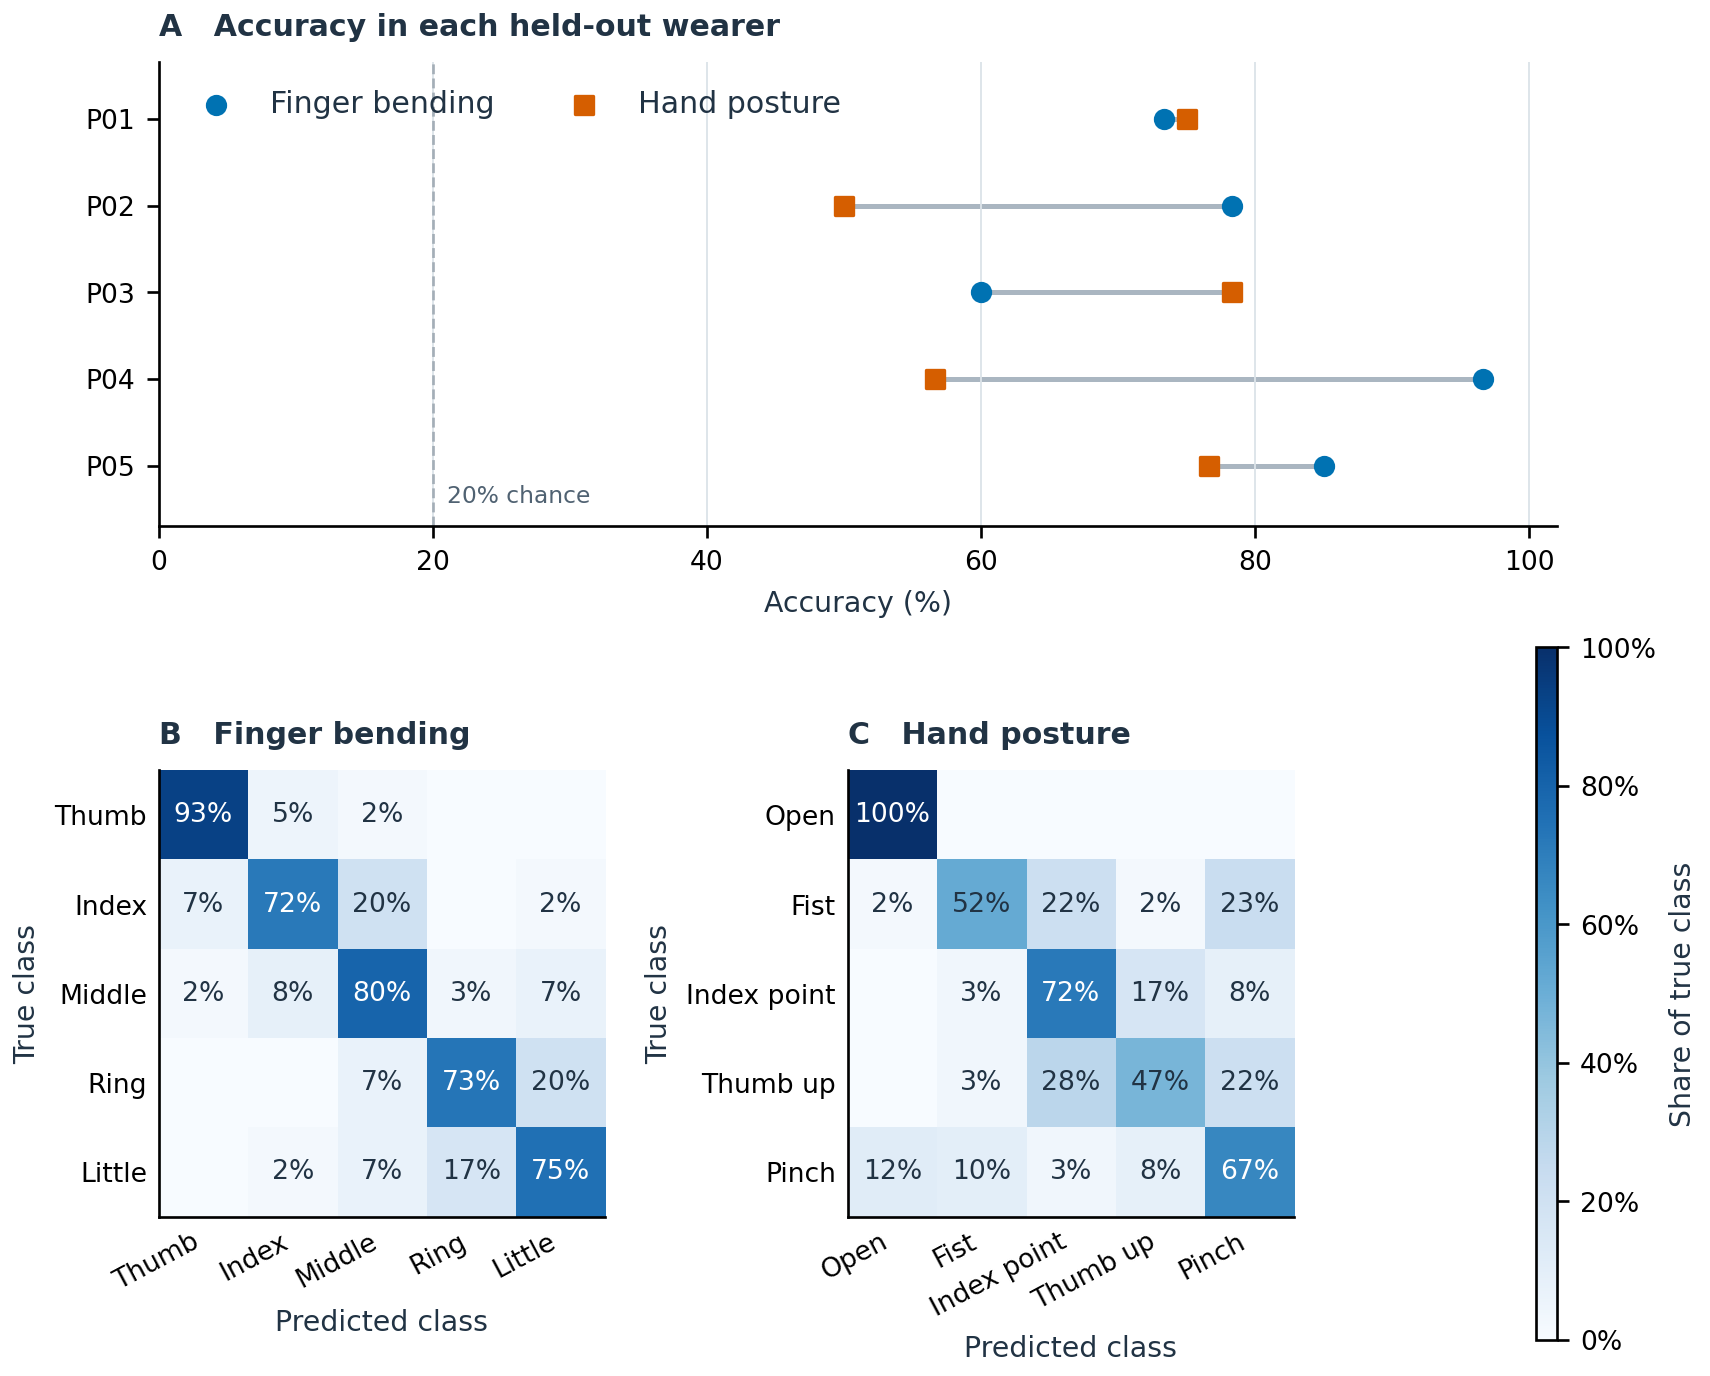 A   Accuracy in each held-out wearer
Finger bending   Hand posture
P01
P02
P03
P04
P05
20% chance
0   20   40   60   80   100
Accuracy (%)
B   Finger bending
True class
Thumb   93%   5%   2%
Index   7%   72%   20%   2%
Middle   2%   8%   80%   3%   7%
Ring   7%   73%   20%
Little   2%   7%   17%   75%
Thumb   Index   Middle   Ring   Little
Predicted class
C   Hand posture
True class
Open   100%
Fist   2%   52%   22%   2%   23%
Index point   3%   72%   17%   8%
Thumb up   3%   28%   47%   22%
Pinch   12%   10%   3%   8%   67%
Open   Fist   Index point   Thumb up   Pinch
Predicted class
100%
80%
60%
40%
20%
0%
Share of true class